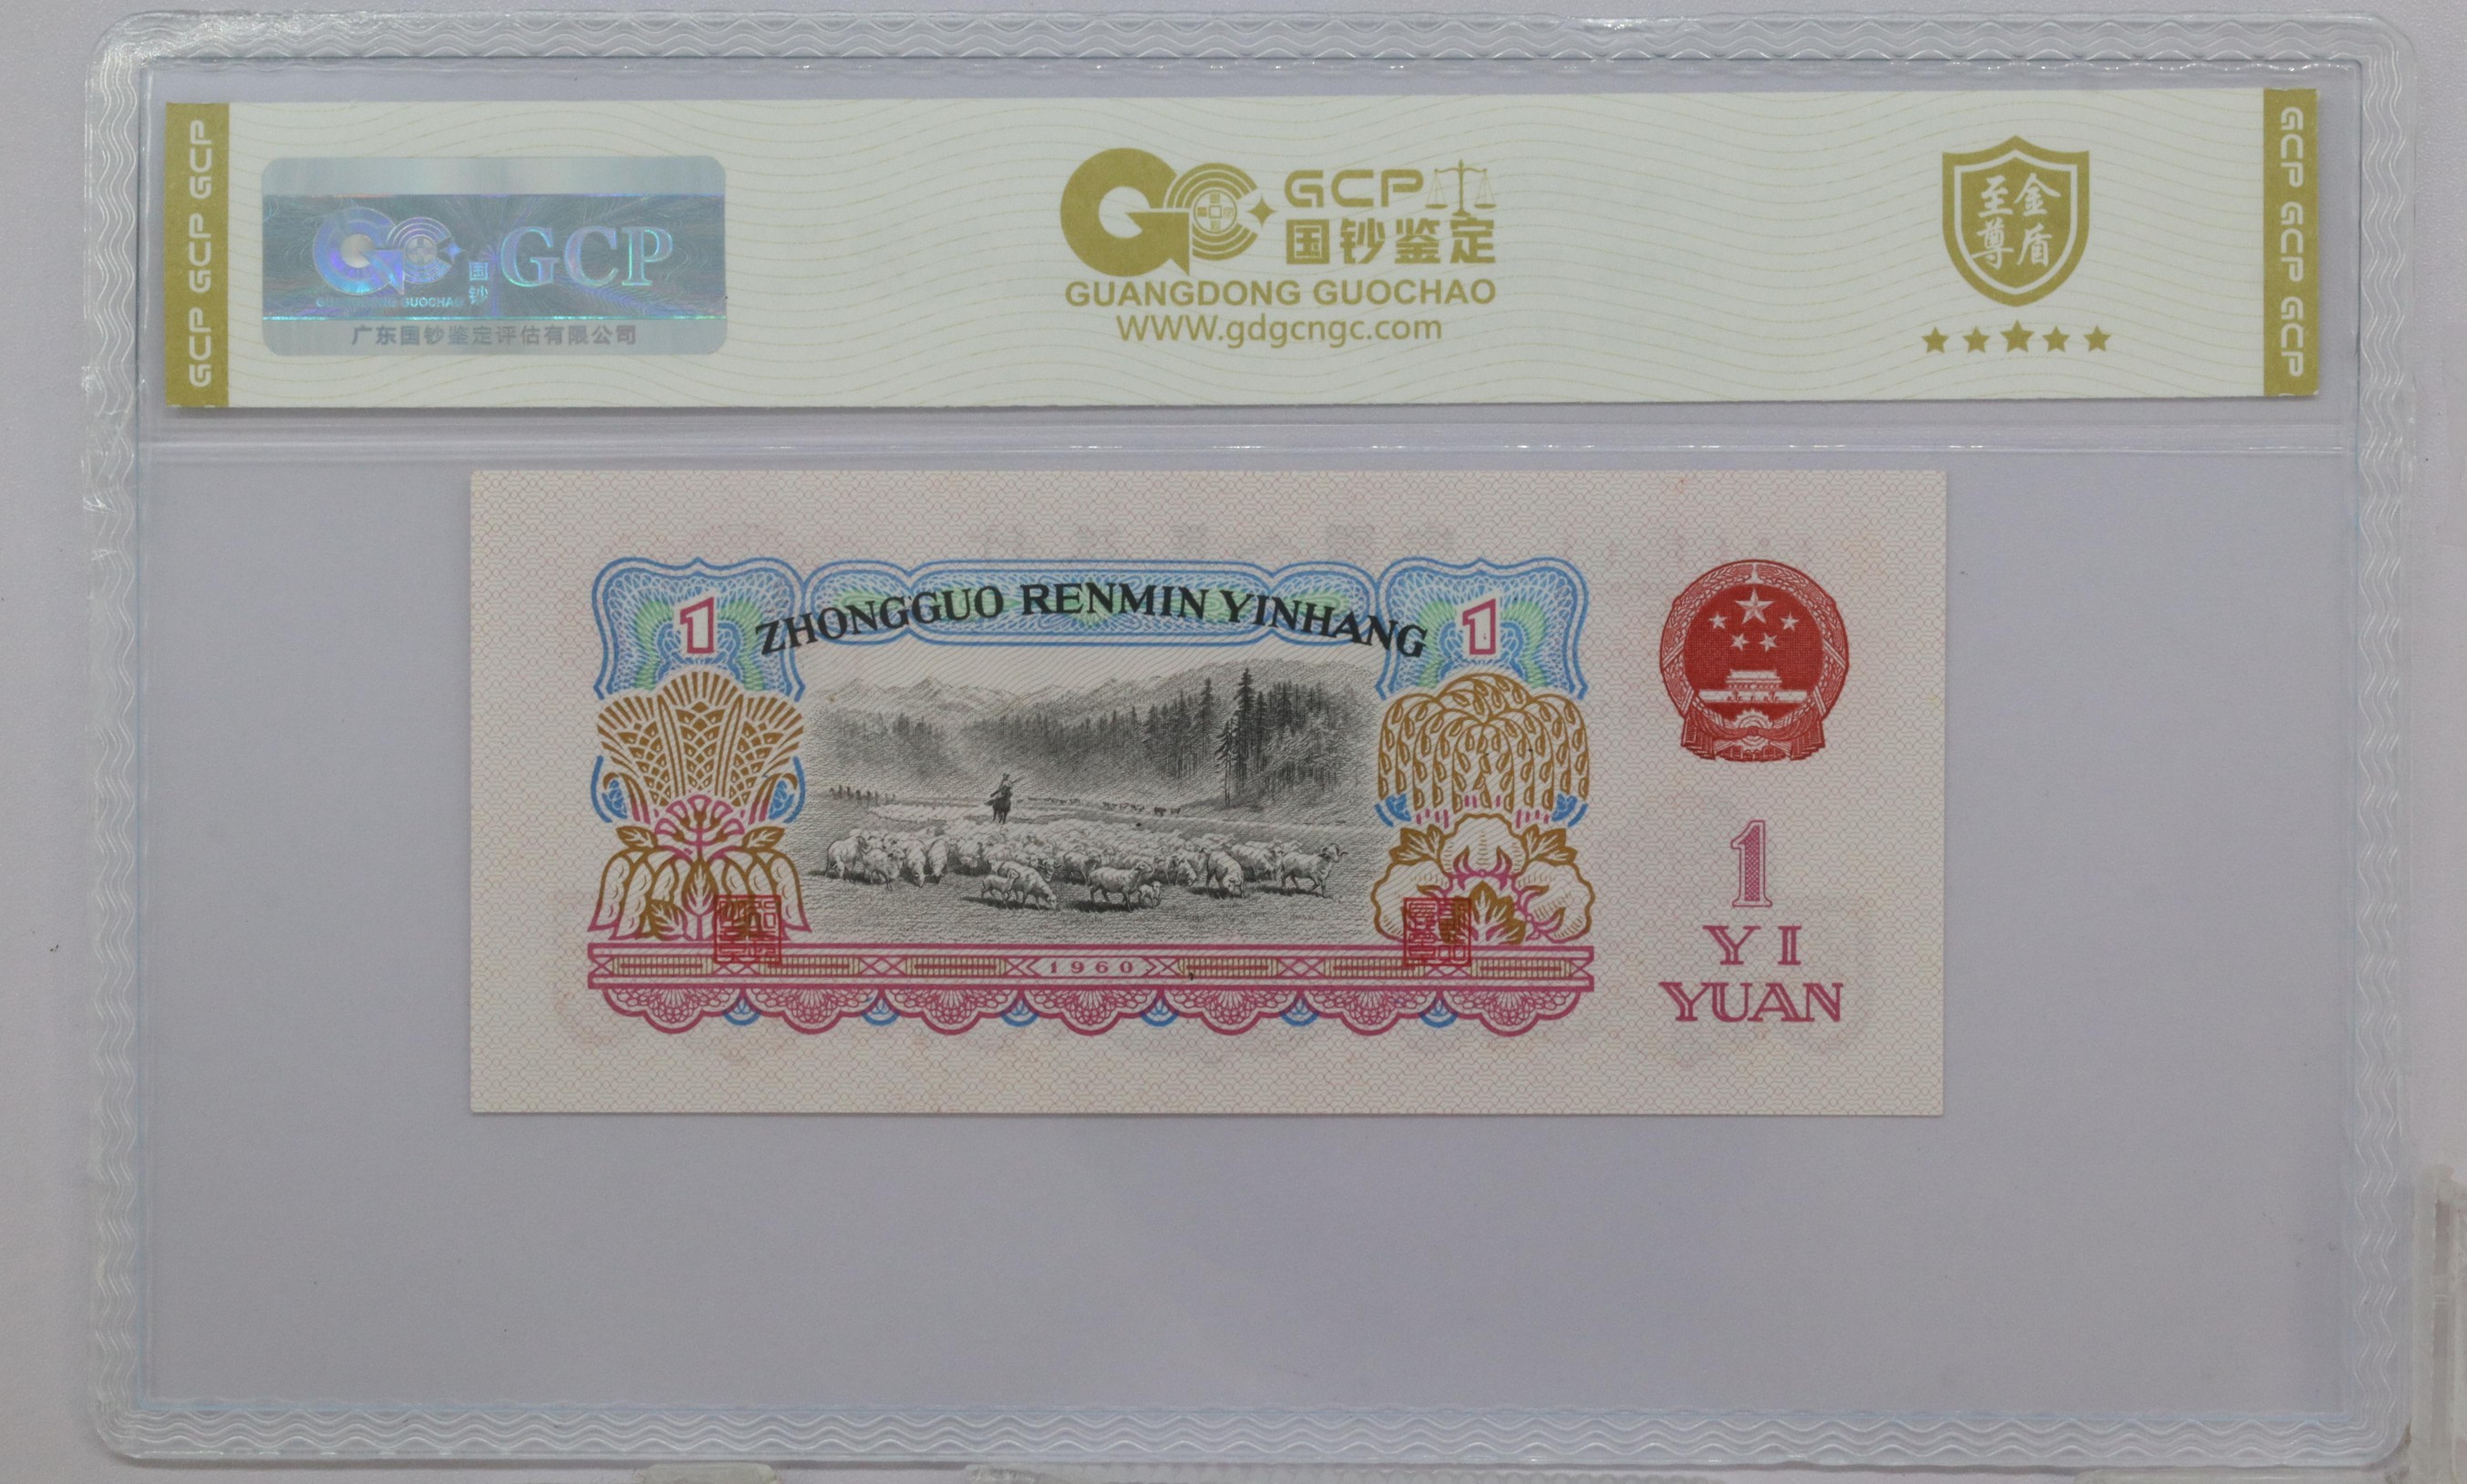 GCP GCP GCP
国钞 GCP
GUANGDONG GUOCHAO
广东国钞鉴定评估有限公司
GCP
国钞鉴定
GUANGDONG GUOCHAO
WWW.gdgcngc.com
至金
尊盾
GCP GCP GCP
1 ZHONGGUO RENMIN YINHANG 1
1960
1
YI
YUAN